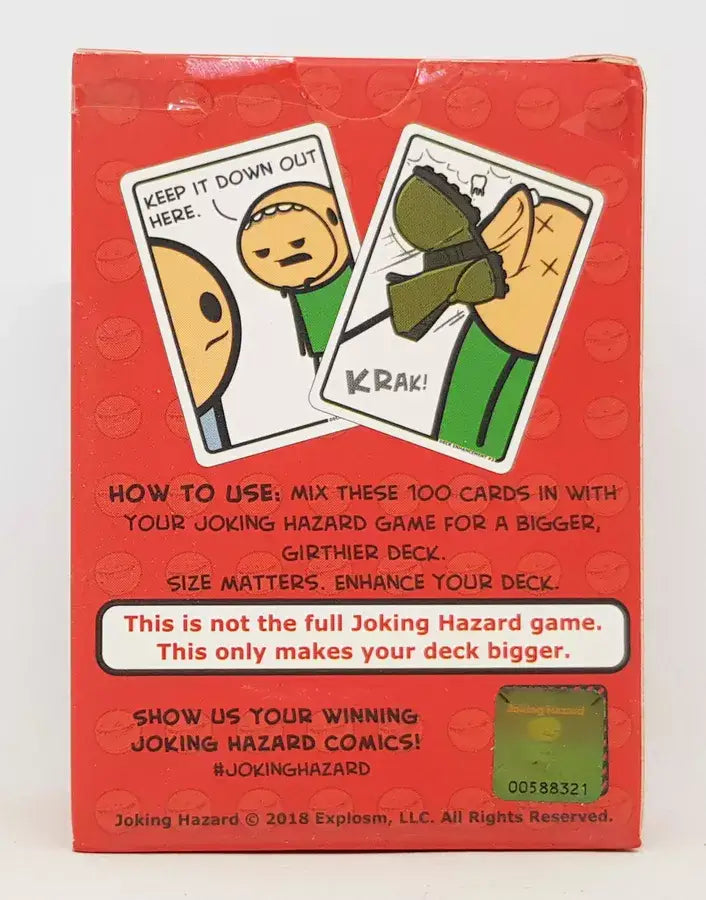 KEEP IT DOWN OUT
HERE.
KRAK!
HOW TO USE: MIX THESE 100 CARDS IN WITH
YOUR JOKING HAZARD GAME FOR A BIGGER,
GIRTHIER DECK.
SIZE MATTERS. ENHANCE YOUR DECK.
This is not the full Joking Hazard game.
This only makes your deck bigger.
SHOW US YOUR WINNING
JOKING HAZARD COMICS!
#JOKINGHAZARD
Joking Hazard
00588321
Joking Hazard © 2018 Explosm, LLC. All Rights Reserved.